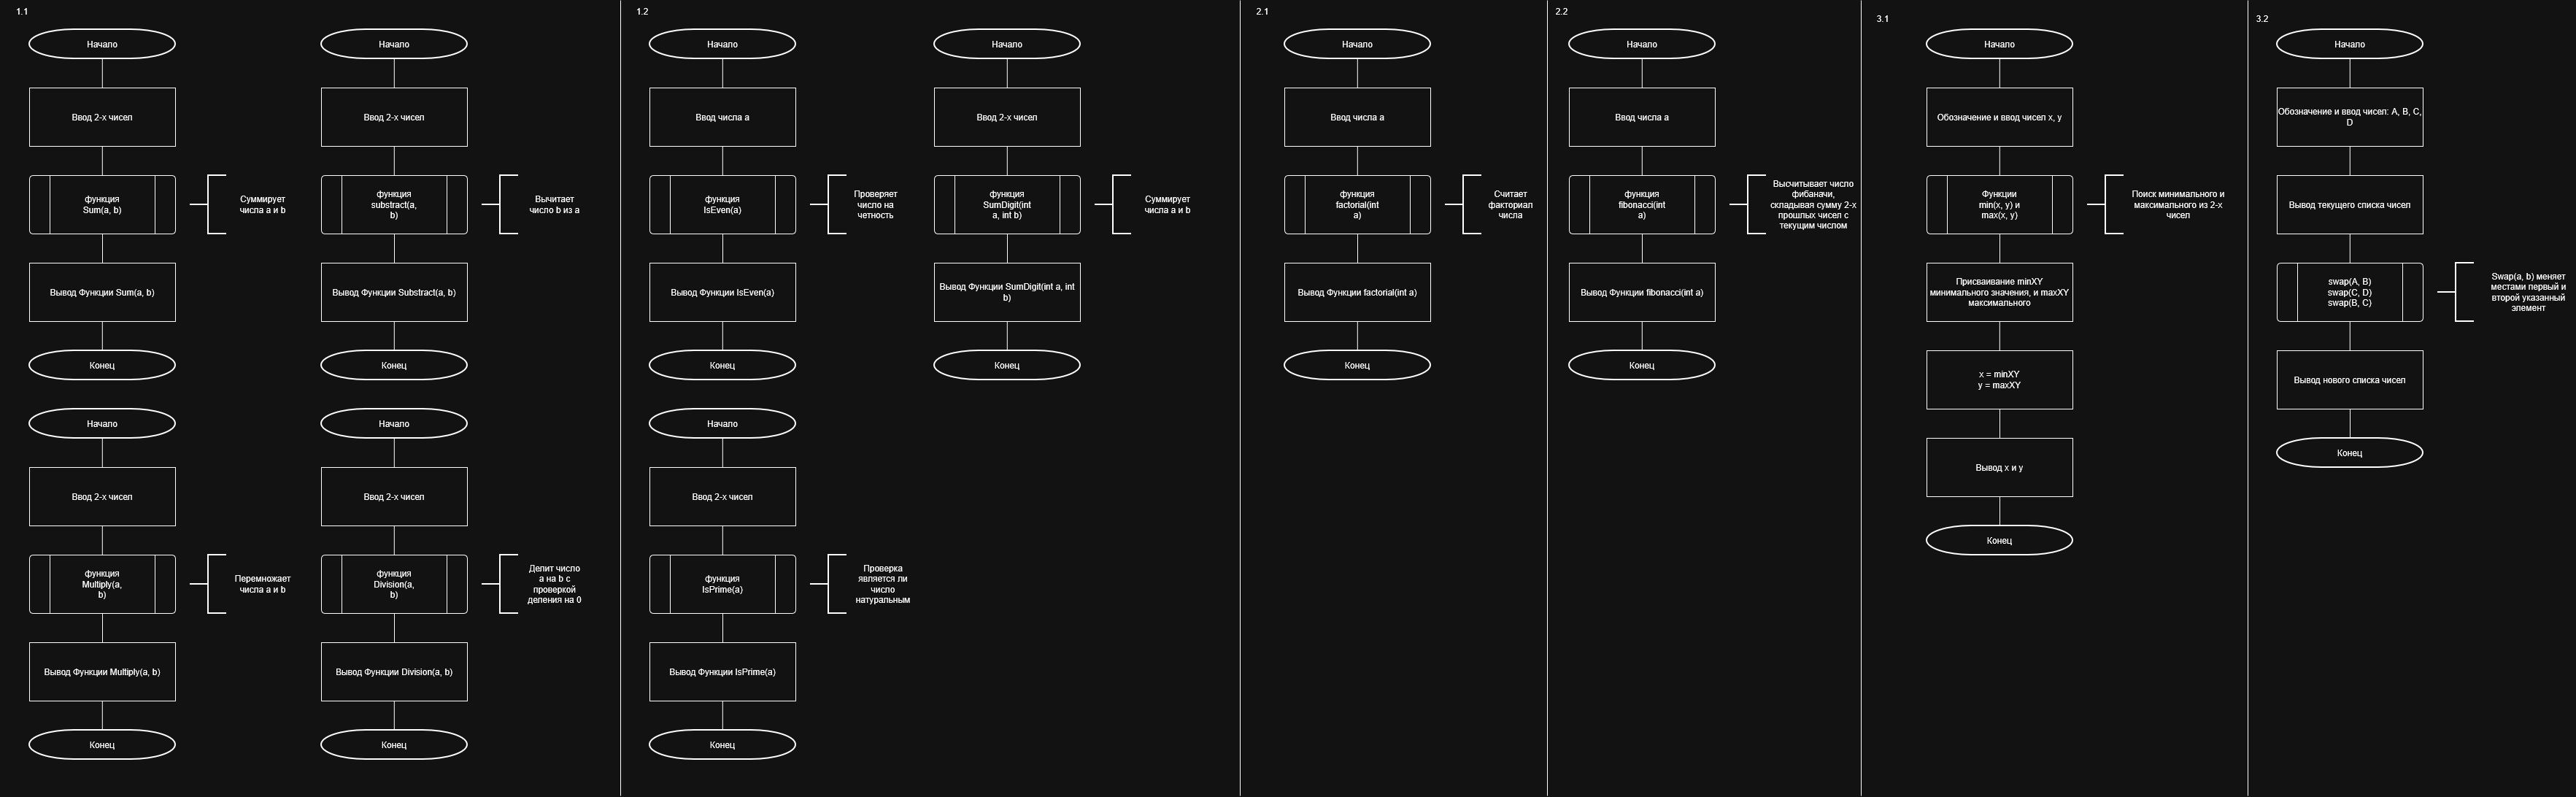 1.1
Начало
Ввод 2-х чисел
функция
Sum(a, b)
Суммирует
числа a и b
Вывод Функции Sum(a, b)
Конец
Начало
Ввод 2-х чисел
функция
substract(a,
b)
Вычитает
число b из a
Вывод Функции Substract(a, b)
Конец
Начало
Ввод 2-х чисел
функция
Multiply(a,
b)
Перемножает
числа a и b
Вывод Функции Multiply(a, b)
Конец
Начало
Ввод 2-х чисел
функция
Division(a,
b)
Делит число
a на b с
проверкой
деления на 0
Вывод Функции Division(a, b)
Конец
1.2
Начало
Ввод числа a
функция
IsEven(a)
Проверяет
число на
четность
Вывод Функции IsEven(a)
Конец
Начало
Ввод 2-х чисел
функция
SumDigit(int
a, int b)
Суммирует
числа a и b
Вывод Функции SumDigit(int a, int
b)
Конец
Начало
Ввод 2-х чисел
функция
IsPrime(a)
Проверка
является ли
число
натуральным
Вывод Функции IsPrime(a)
Конец
2.1
Начало
Ввод числа a
функция
factorial(int
a)
Считает
факториал
числа
Вывод Функции factorial(int a)
Конец
2.2
Начало
Ввод числа a
функция
fibonacci(int
a)
Высчитывает число
фибаначи,
складывая сумму 2-х
прошлых чисел с
текущим числом
Вывод Функции fibonacci(int a)
Конец
3.1
Начало
Обозначение и ввод чисел x, y
Функции
min(x, y) и
max(x, y)
Поиск минимального и
максимального из 2-х
чисел
Присваивание minXY
минимального значения, и maxXY
максимального
x = minXY
y = maxXY
Вывод x и y
Конец
3.2
Начало
Обозначение и ввод чисел: A, B, C,
D
Вывод текущего списка чисел
swap(A, B)
swap(C, D)
swap(B, C)
Swap(a, b) меняет
местами первый и
второй указанный
элемент
Вывод нового списка чисел
Конец